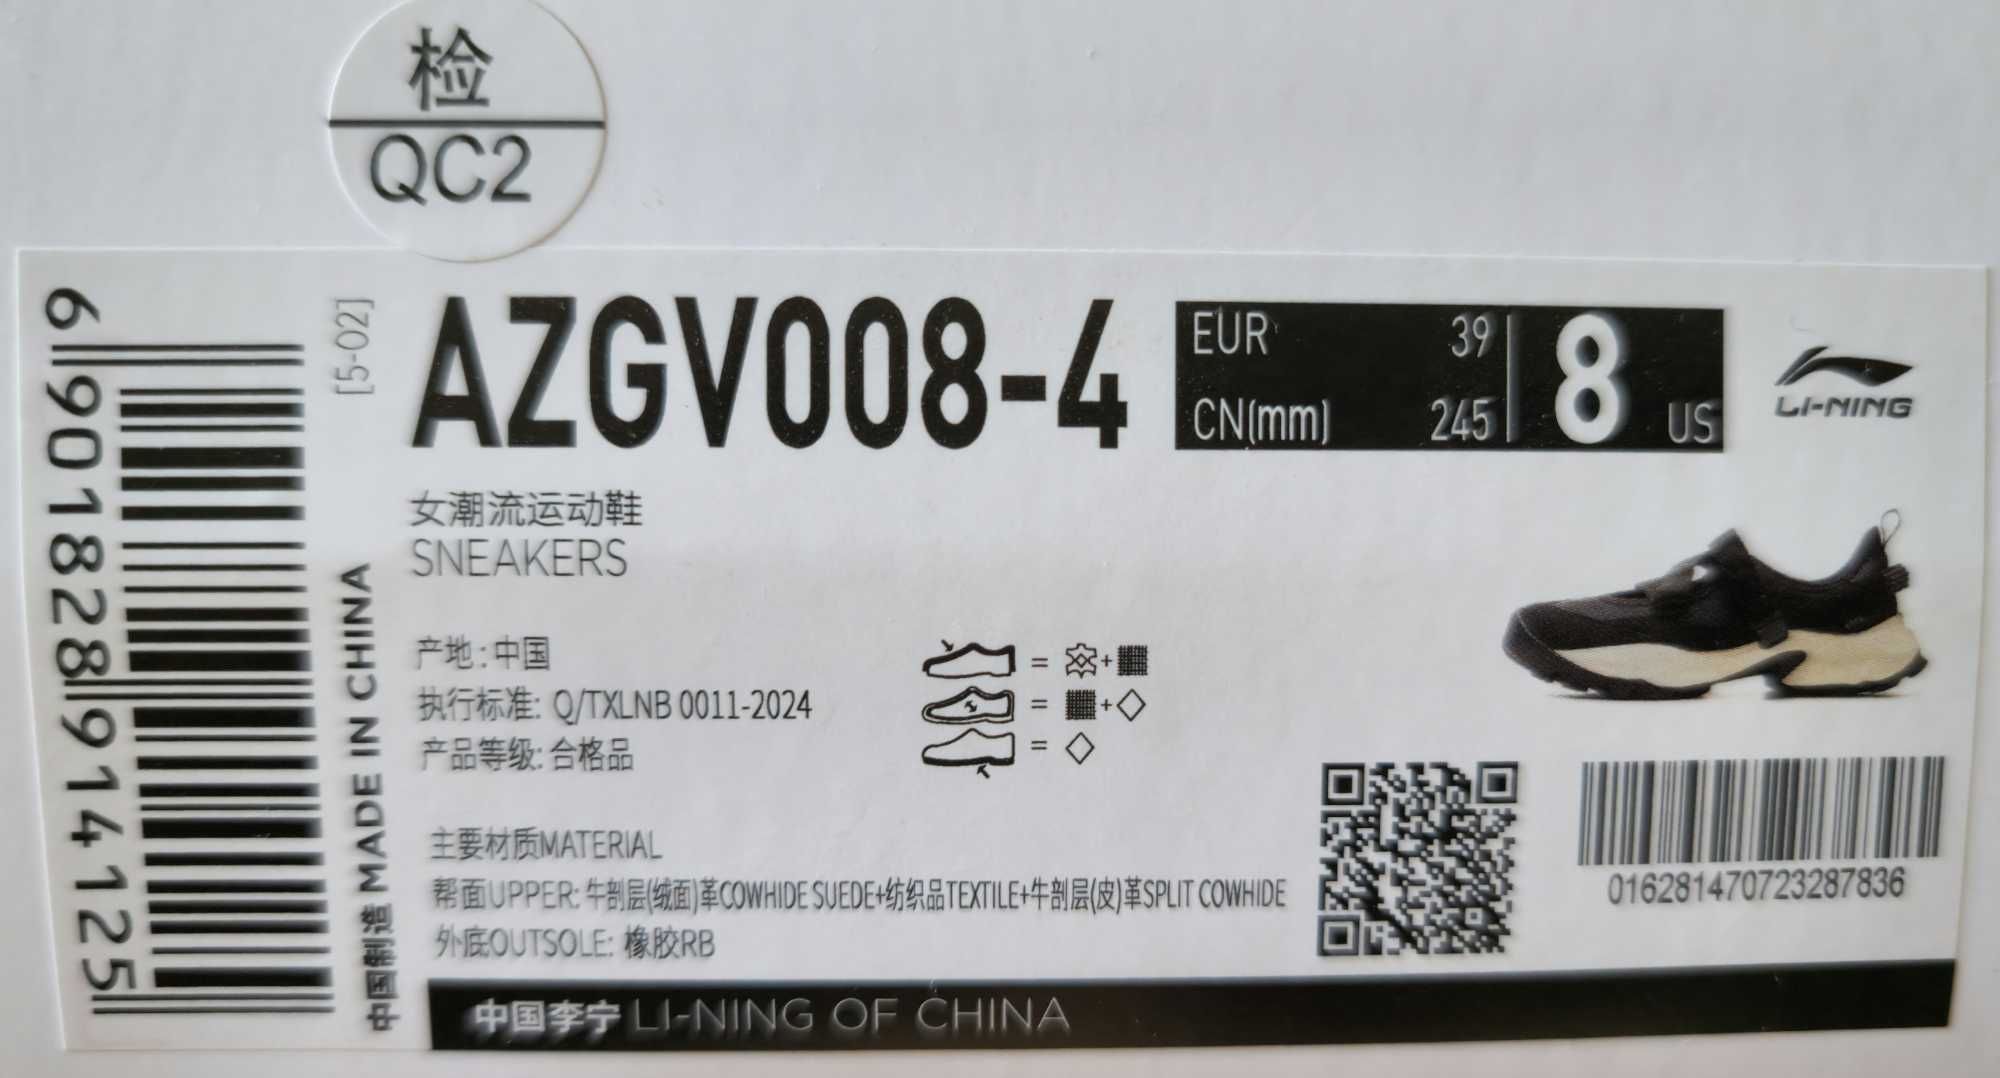 检
QC2
6901828914125
[5-02]
中国制造 MADE IN CHINA
AZGV008-4
EUR 39
CN(mm) 245
8 US
LI-NING
女潮流运动鞋
SNEAKERS
产地:中国
执行标准: Q/TXLNB 0011-2024
产品等级: 合格品
主要材质MATERIAL
帮面UPPER: 牛剖层(绒面)革COWHIDE SUEDE+纺织品TEXTILE+牛剖层(皮)革SPLIT COWHIDE
外底OUTSOLE: 橡胶RB
016281470723287836
中国李宁 LI-NING OF CHINA